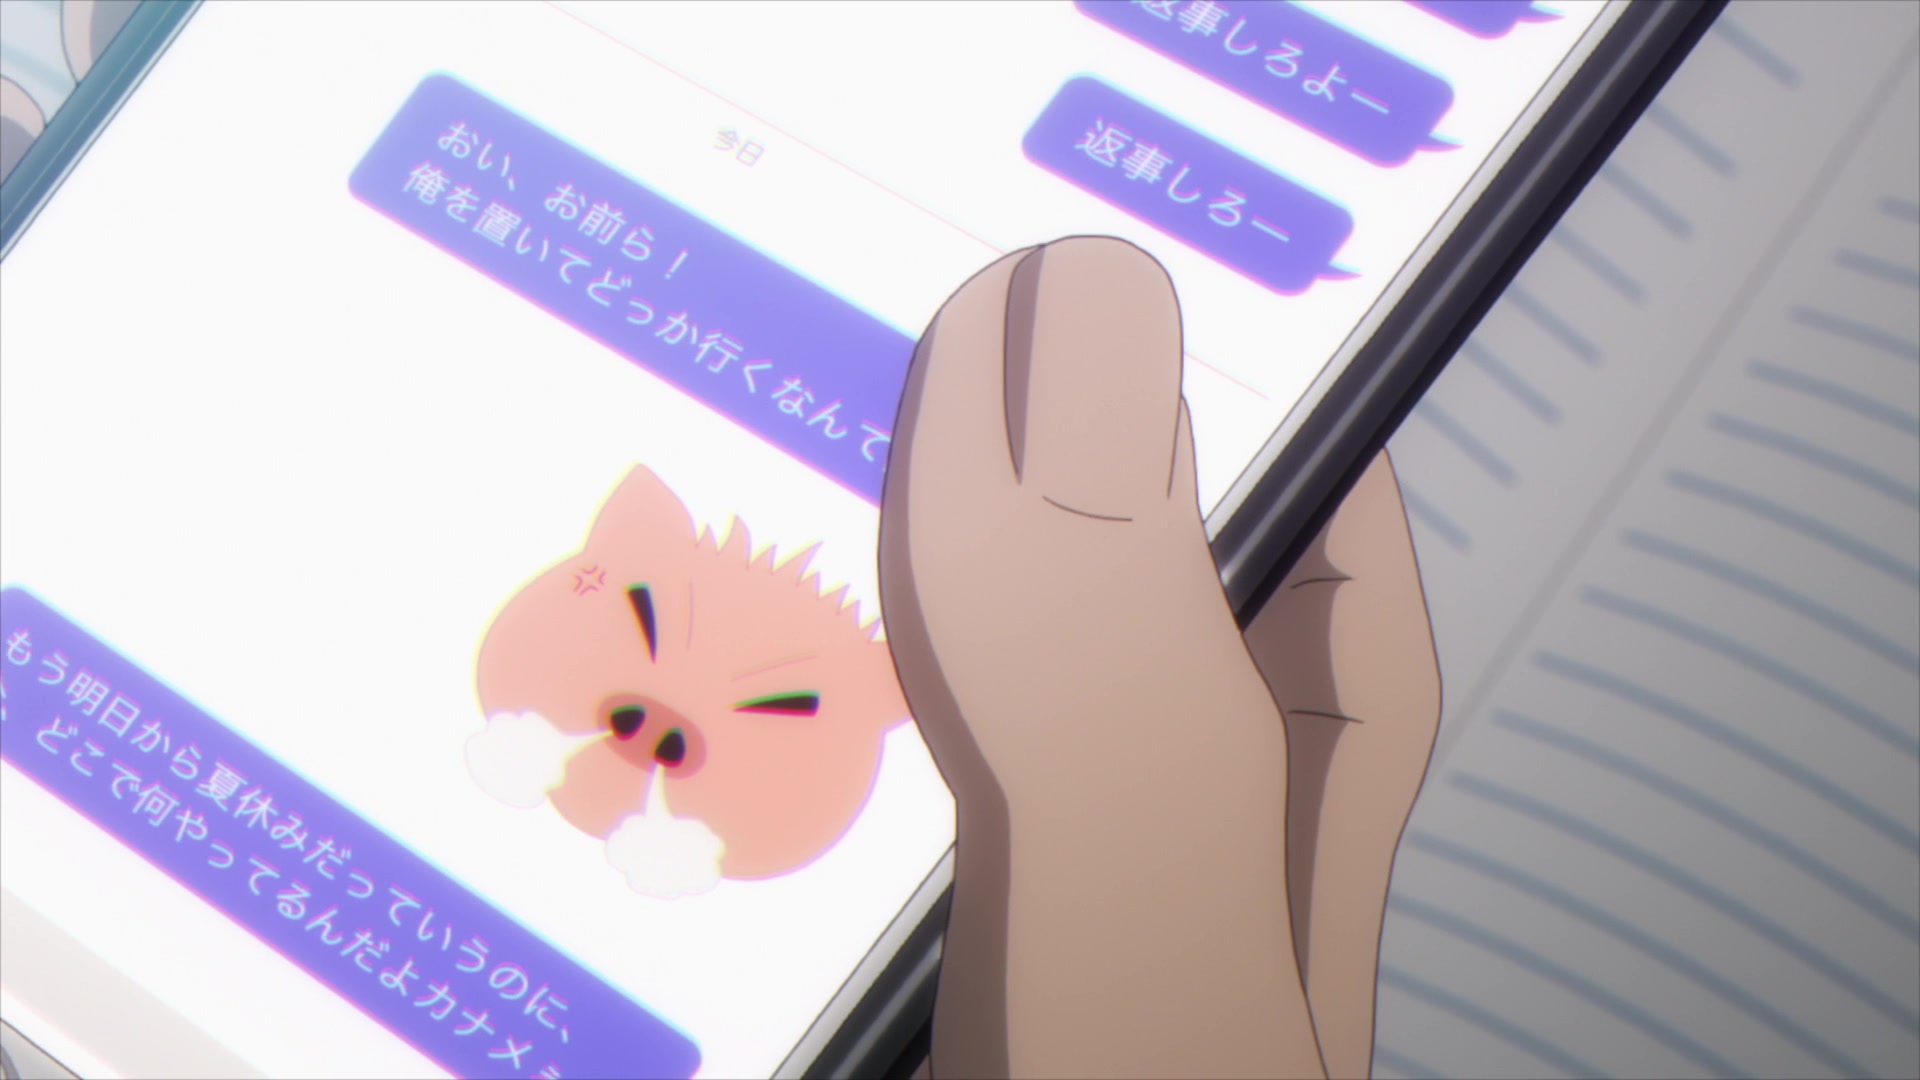 返事しろよー
返事しろー
今日
おい、お前ら！
俺を置いてどっか行くなんて
もう明日から夏休みだっていうのに、
どこで何やってるんだよカナメ